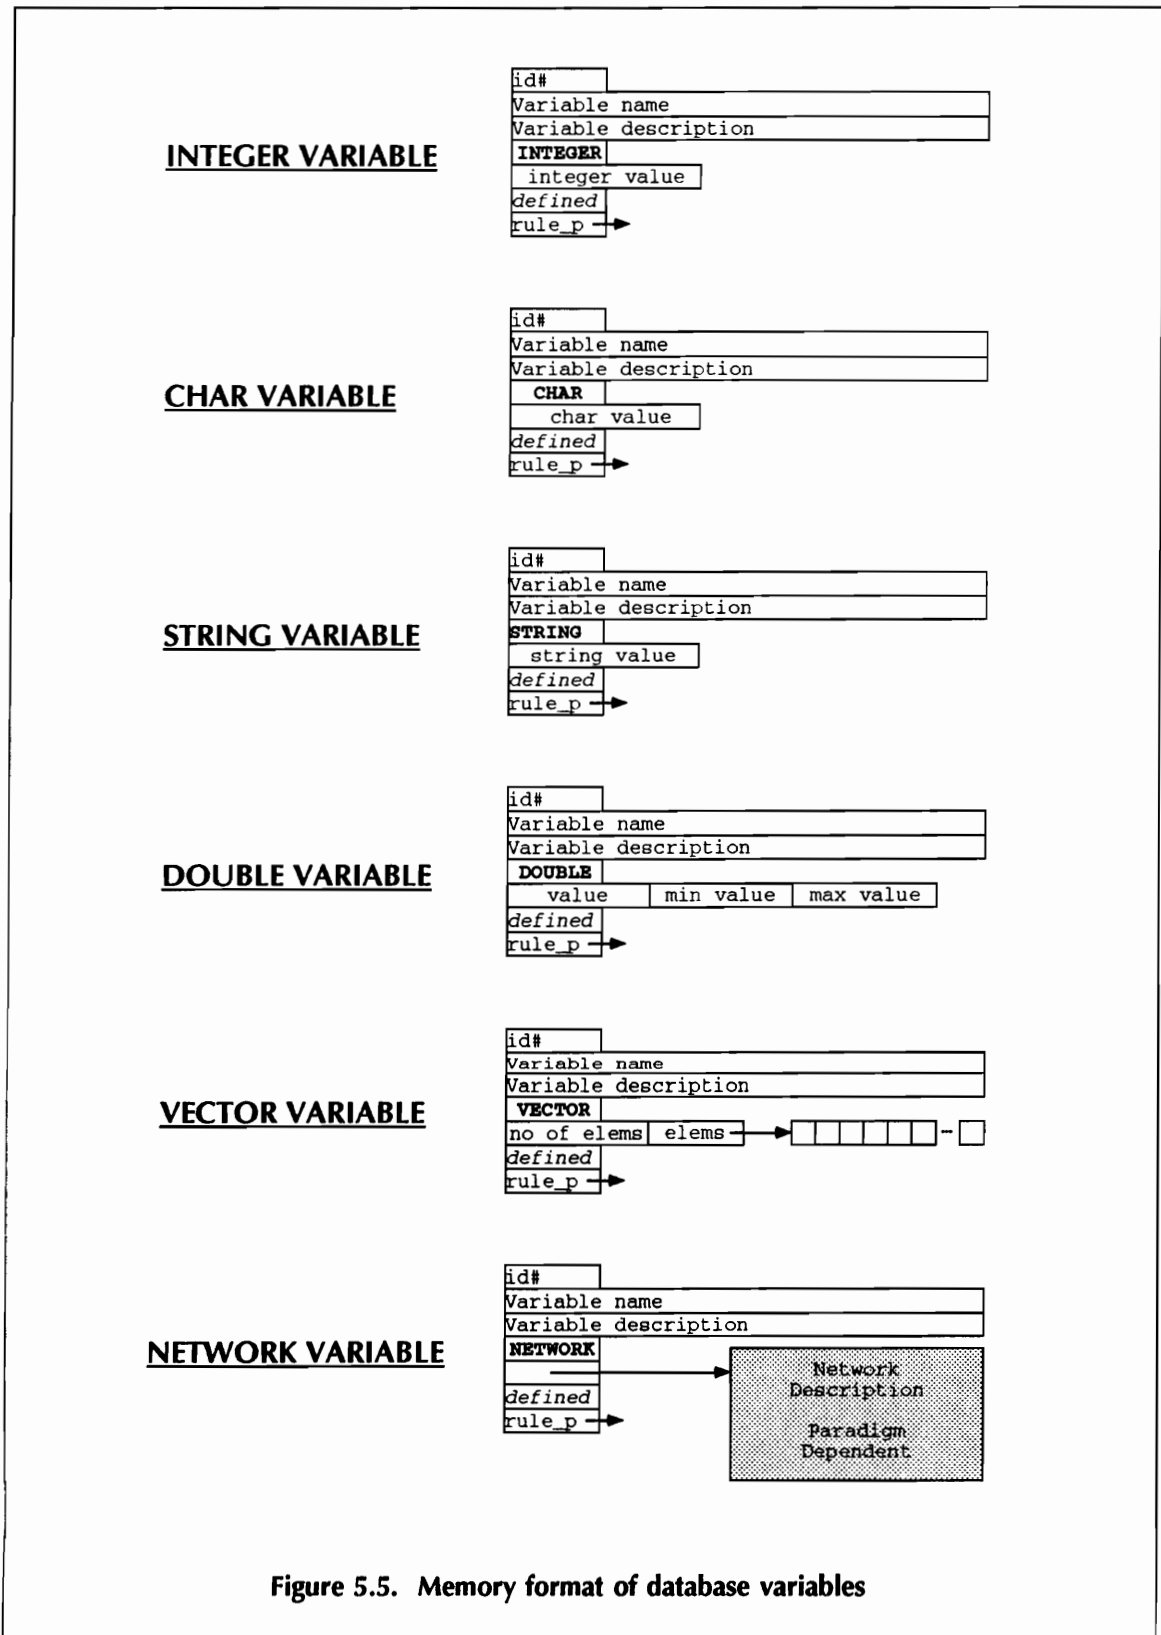 id#
Variable name
Variable description
INTEGER VARIABLE
INTEGER
integer value
defined
rule_p
id#
Variable name
Variable description
CHAR VARIABLE
CHAR
char value
defined
rule_p
id#
Variable name
Variable description
STRING VARIABLE
STRING
string value
defined
rule_p
id#
Variable name
Variable description
DOUBLE VARIABLE
DOUBLE
value min value max value
defined
rule_p
id#
Variable name
Variable description
VECTOR VARIABLE
VECTOR
no of elems elems
defined
rule_p
id#
Variable name
Variable description
NETWORK VARIABLE
NETWORK
Network
Description
defined
rule_p
Paradigm
Dependent
Figure 5.5. Memory format of database variables